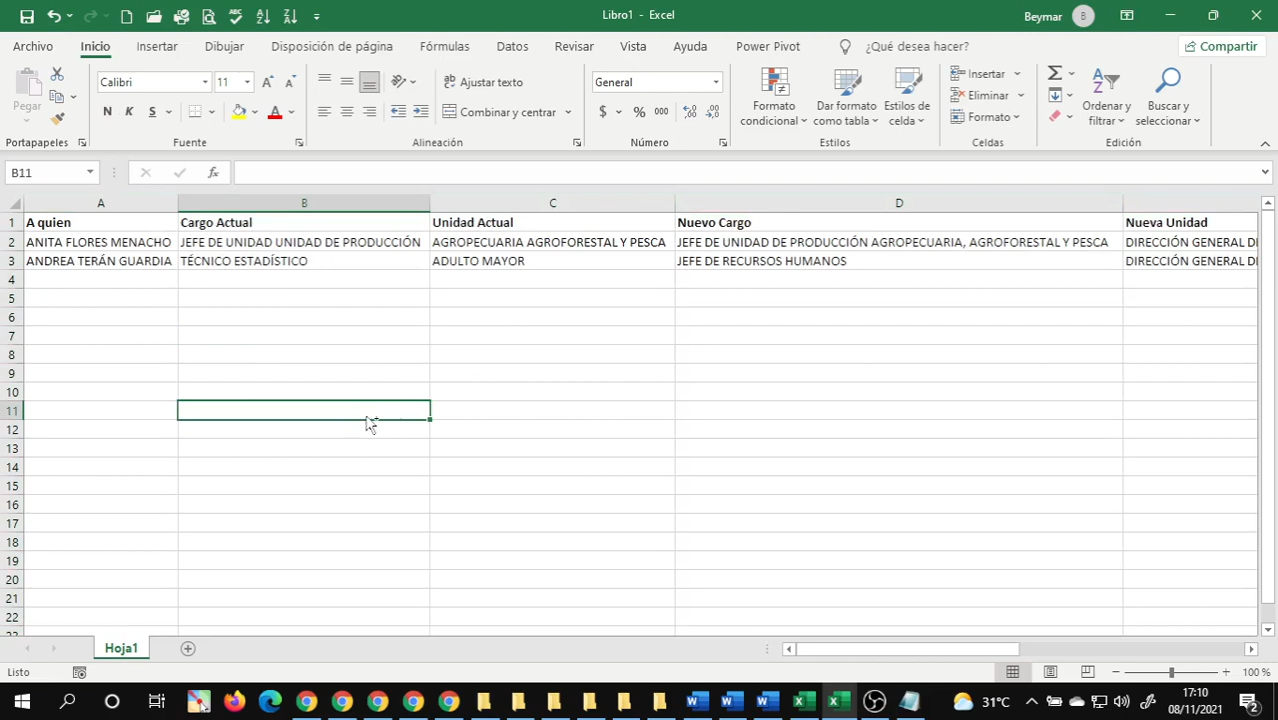 Libro1 - Excel
Beymar B
Archivo Inicio Insertar Dibujar Disposición de página Fórmulas Datos Revisar Vista Ayuda Power Pivot ¿Qué desea hacer? Compartir
Pegar
Calibri 11
N K S
Ajustar texto
Combinar y centrar
General
$ % 000
Formato condicional
Dar formato como tabla
Estilos de celda
Insertar
Eliminar
Formato
Ordenar y filtrar
Buscar y seleccionar
Portapapeles Fuente Alineación Número Estilos Celdas Edición
B11 fx
A B C D
1 A quien Cargo Actual Unidad Actual Nuevo Cargo Nueva Unidad
2 ANITA FLORES MENACHO JEFE DE UNIDAD UNIDAD DE PRODUCCIÓN AGROPECUARIA AGROFORESTAL Y PESCA JEFE DE UNIDAD DE PRODUCCIÓN AGROPECUARIA, AGROFORESTAL Y PESCA DIRECCIÓN GENERAL DE
3 ANDREA TERÁN GUARDIA TÉCNICO ESTADÍSTICO ADULTO MAYOR JEFE DE RECURSOS HUMANOS DIRECCIÓN GENERAL DE
4
5
6
7
8
9
10
11
12
13
14
15
16
17
18
19
20
21
22
Hoja1
Listo 100 %
31°C 17:10
08/11/2021 2